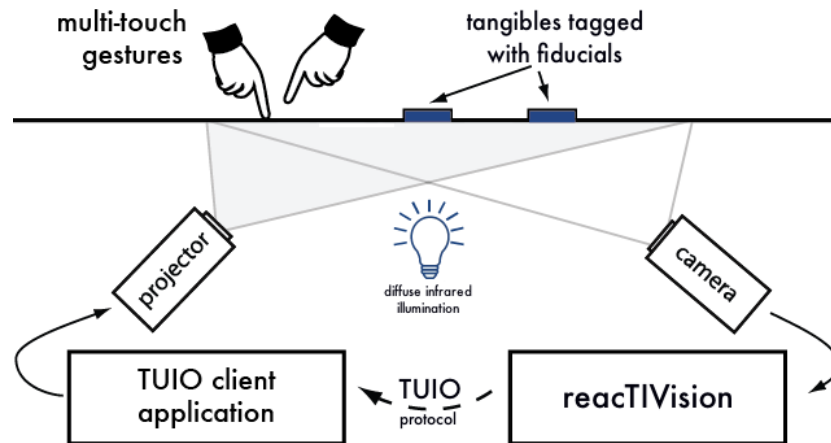 multi-touch
gestures
tangibles tagged
with fiducials
projector
camera
diffuse infrared
illumination
TUIO client
application
TUIO
protocol
reacTIVision